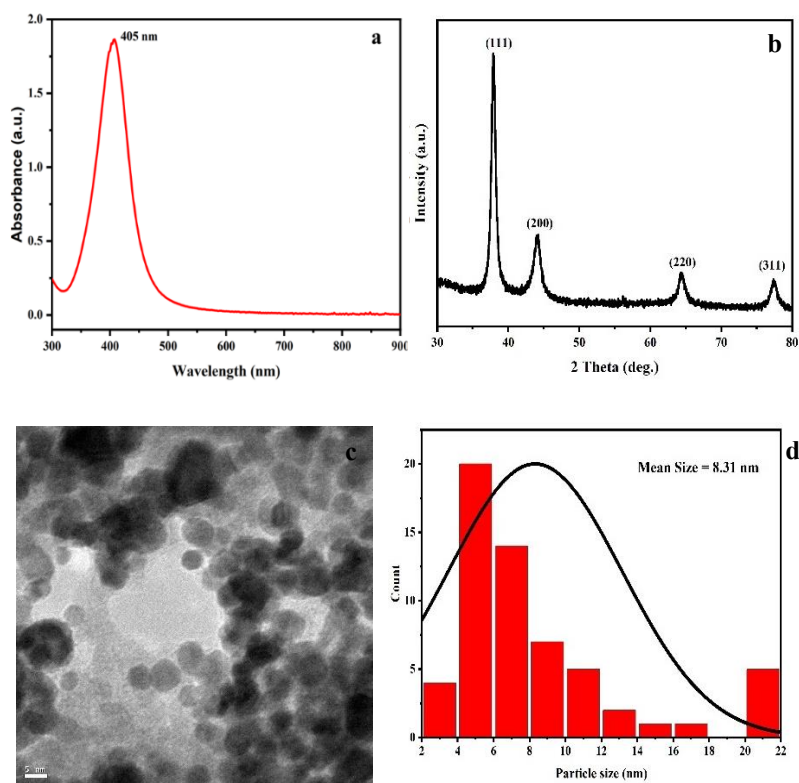 a
405 nm
2.0
1.5
1.0
0.5
0.0
Absorbance (a.u.)
300 400 500 600 700 800 900
Wavelength (nm)
b
(111)
(200)
(220)
(311)
Intensity (a.u.)
30 40 50 60 70 80
2 Theta (deg.)
c
5 nm
d
Mean Size = 8.31 nm
20
15
10
5
0
Count
2 4 6 8 10 12 14 16 18 20 22
Particle size (nm)